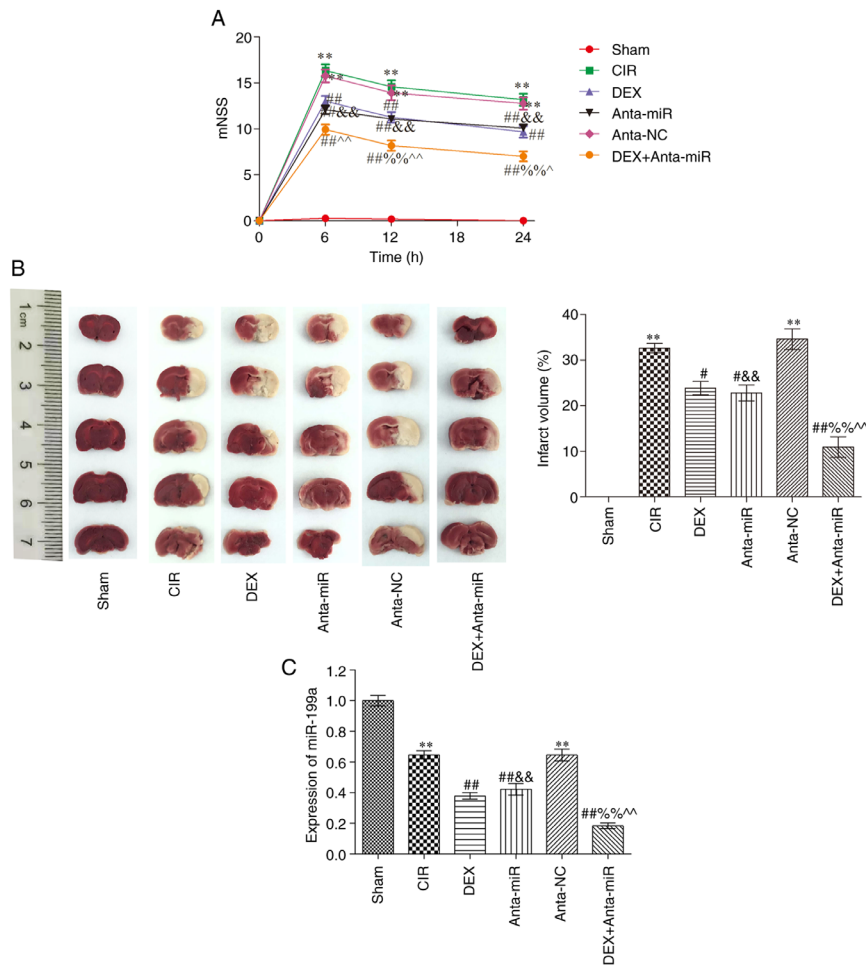 A
20
15
10
5
0
mNSS
0
6
12
18
24
Time (h)
**
**
##
##&&
##^^
**
**
##
##&&
##%%^^
**
**
##&&
##
##%%^
Sham
CIR
DEX
Anta-miR
Anta-NC
DEX+Anta-miR
B
1
cm
2
3
4
5
6
7
Sham
CIR
DEX
Anta-miR
Anta-NC
DEX+Anta-miR
40
30
20
10
0
Infarct volume (%)
**
#
#&&
**
##%%^^
Sham
CIR
DEX
Anta-miR
Anta-NC
DEX+Anta-miR
C
1.2
1.0
0.8
0.6
0.4
0.2
0.0
Expression of miR-199a
**
##
##&&
**
##%%^^
Sham
CIR
DEX
Anta-miR
Anta-NC
DEX+Anta-miR